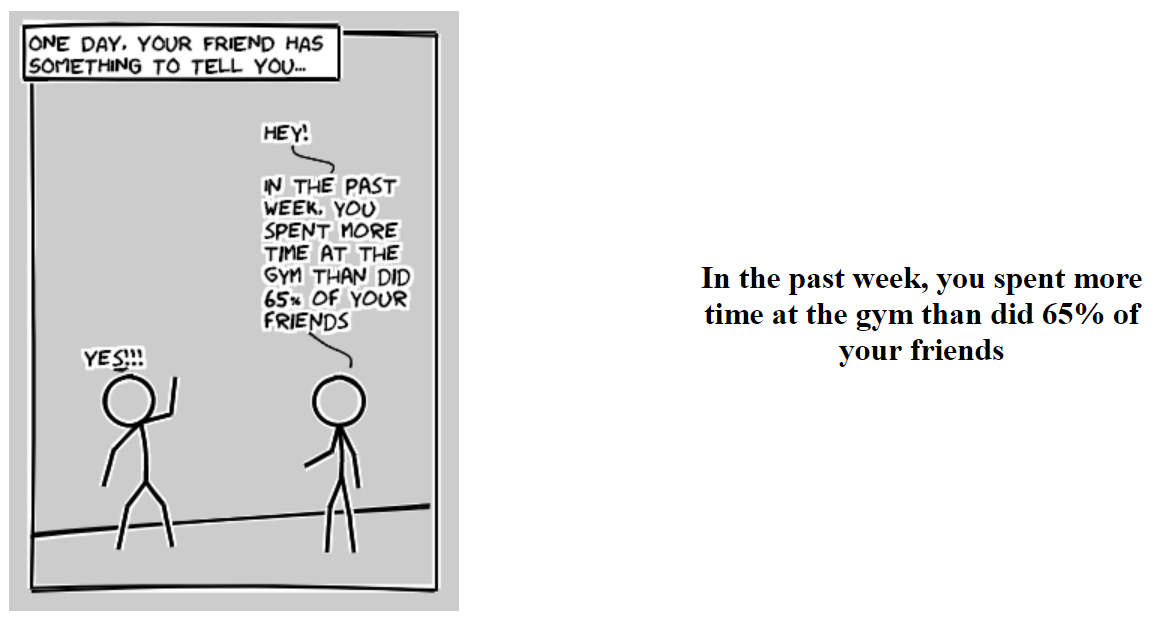 ONE DAY, YOUR FRIEND HAS
SOMETHING TO TELL YOU...
HEY!
IN THE PAST
WEEK, YOU
SPENT MORE
TIME AT THE
GYM THAN DID
65% OF YOUR
FRIENDS
YES!!!
In the past week, you spent more
time at the gym than did 65% of
your friends